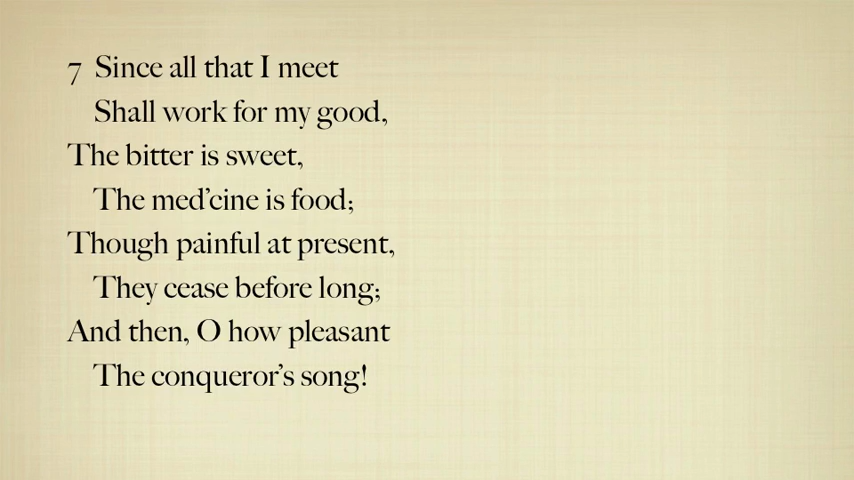 7 Since all that I meet
Shall work for my good,
The bitter is sweet,
The med’cine is food;
Though painful at present,
They cease before long;
And then, O how pleasant
The conqueror’s song!